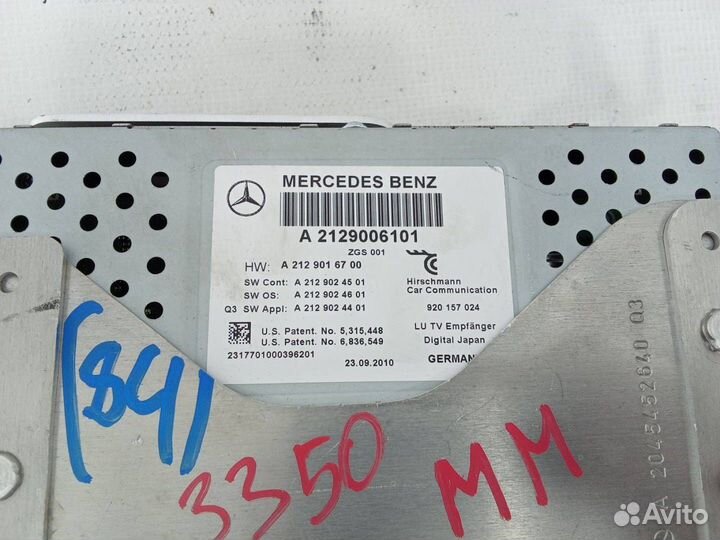 MERCEDES BENZ
A 2129006101
ZGS 001
HW: A 212 901 67 00
SW Cont: A 212 902 45 01
SW OS: A 212 902 46 01
Q3 SW Appl: A 212 902 44 01
Hirschmann
Car Communication
920 157 024
U.S. Patent. No. 5,315,448
U.S. Patent. No. 6,836,549
2317701000396201
23.09.2010
LU TV Empfänger
Digital Japan
GERMAN
(84)
3350 MM
A 2045452640 Q3
Avito